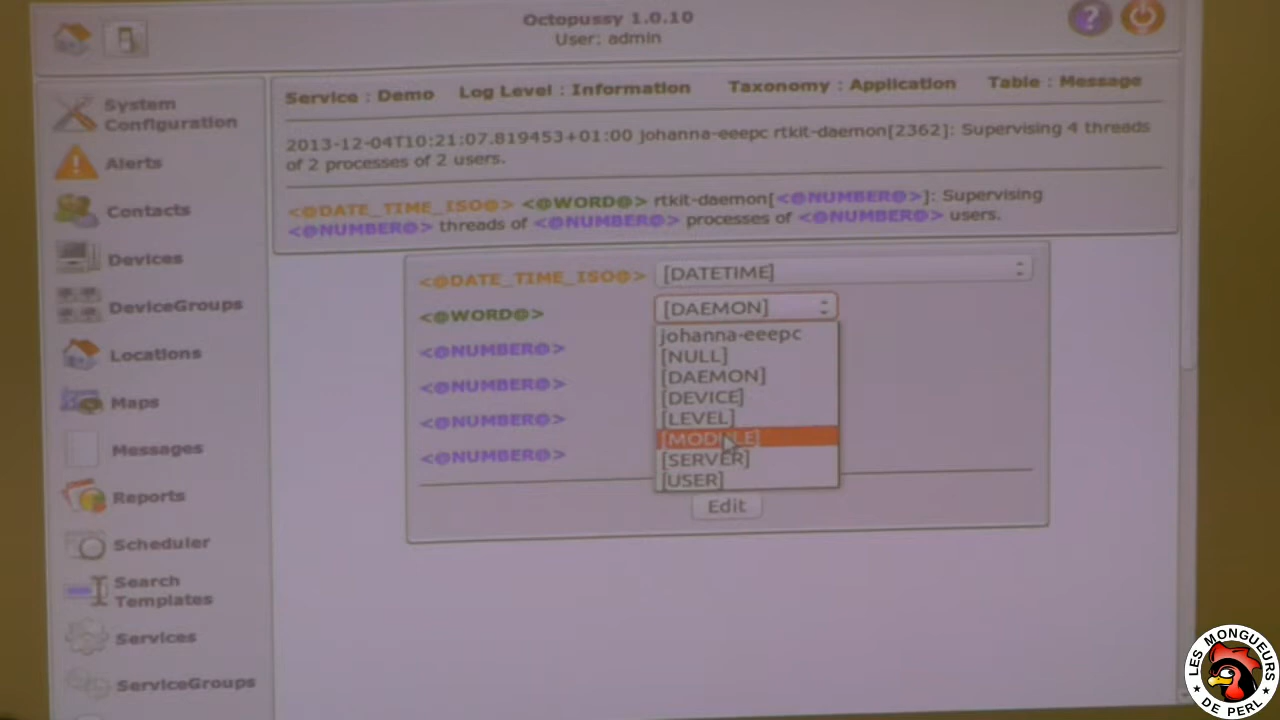 Octopussy 1.0.10
User: admin
?
System
Configuration
Alerts
Contacts
Devices
DeviceGroups
Locations
Maps
Messages
Reports
Scheduler
Search
Templates
Services
ServiceGroups
Service : Demo Log Level : Information Taxonomy : Application Table : Message
2013-12-04T10:21:07.819453+01:00 johanna-eeepc rtkit-daemon[2362]: Supervising 4 threads
of 2 processes of 2 users.
<@DATE_TIME_ISO@> <@WORD@> rtkit-daemon[<@NUMBER@>]: Supervising
<@NUMBER@> threads of <@NUMBER@> processes of <@NUMBER@> users.
<@DATE_TIME_ISO@> [DATETIME]
<@WORD@> [DAEMON]
<@NUMBER@>
<@NUMBER@>
<@NUMBER@>
<@NUMBER@>
johanna-eeepc
[NULL]
[DAEMON]
[DEVICE]
[LEVEL]
[MODULE]
[SERVER]
[USER]
Edit
LES MONGUEURS
DE PERL